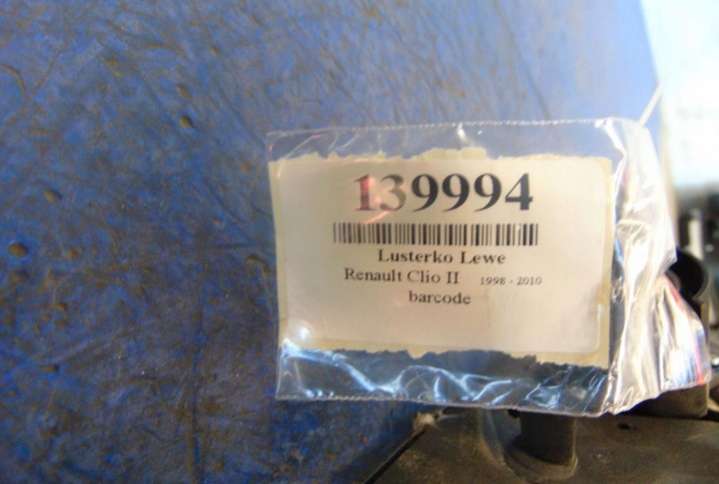 139994
Lusterko Lewe
Renault Clio II 1998 - 2010
barcode